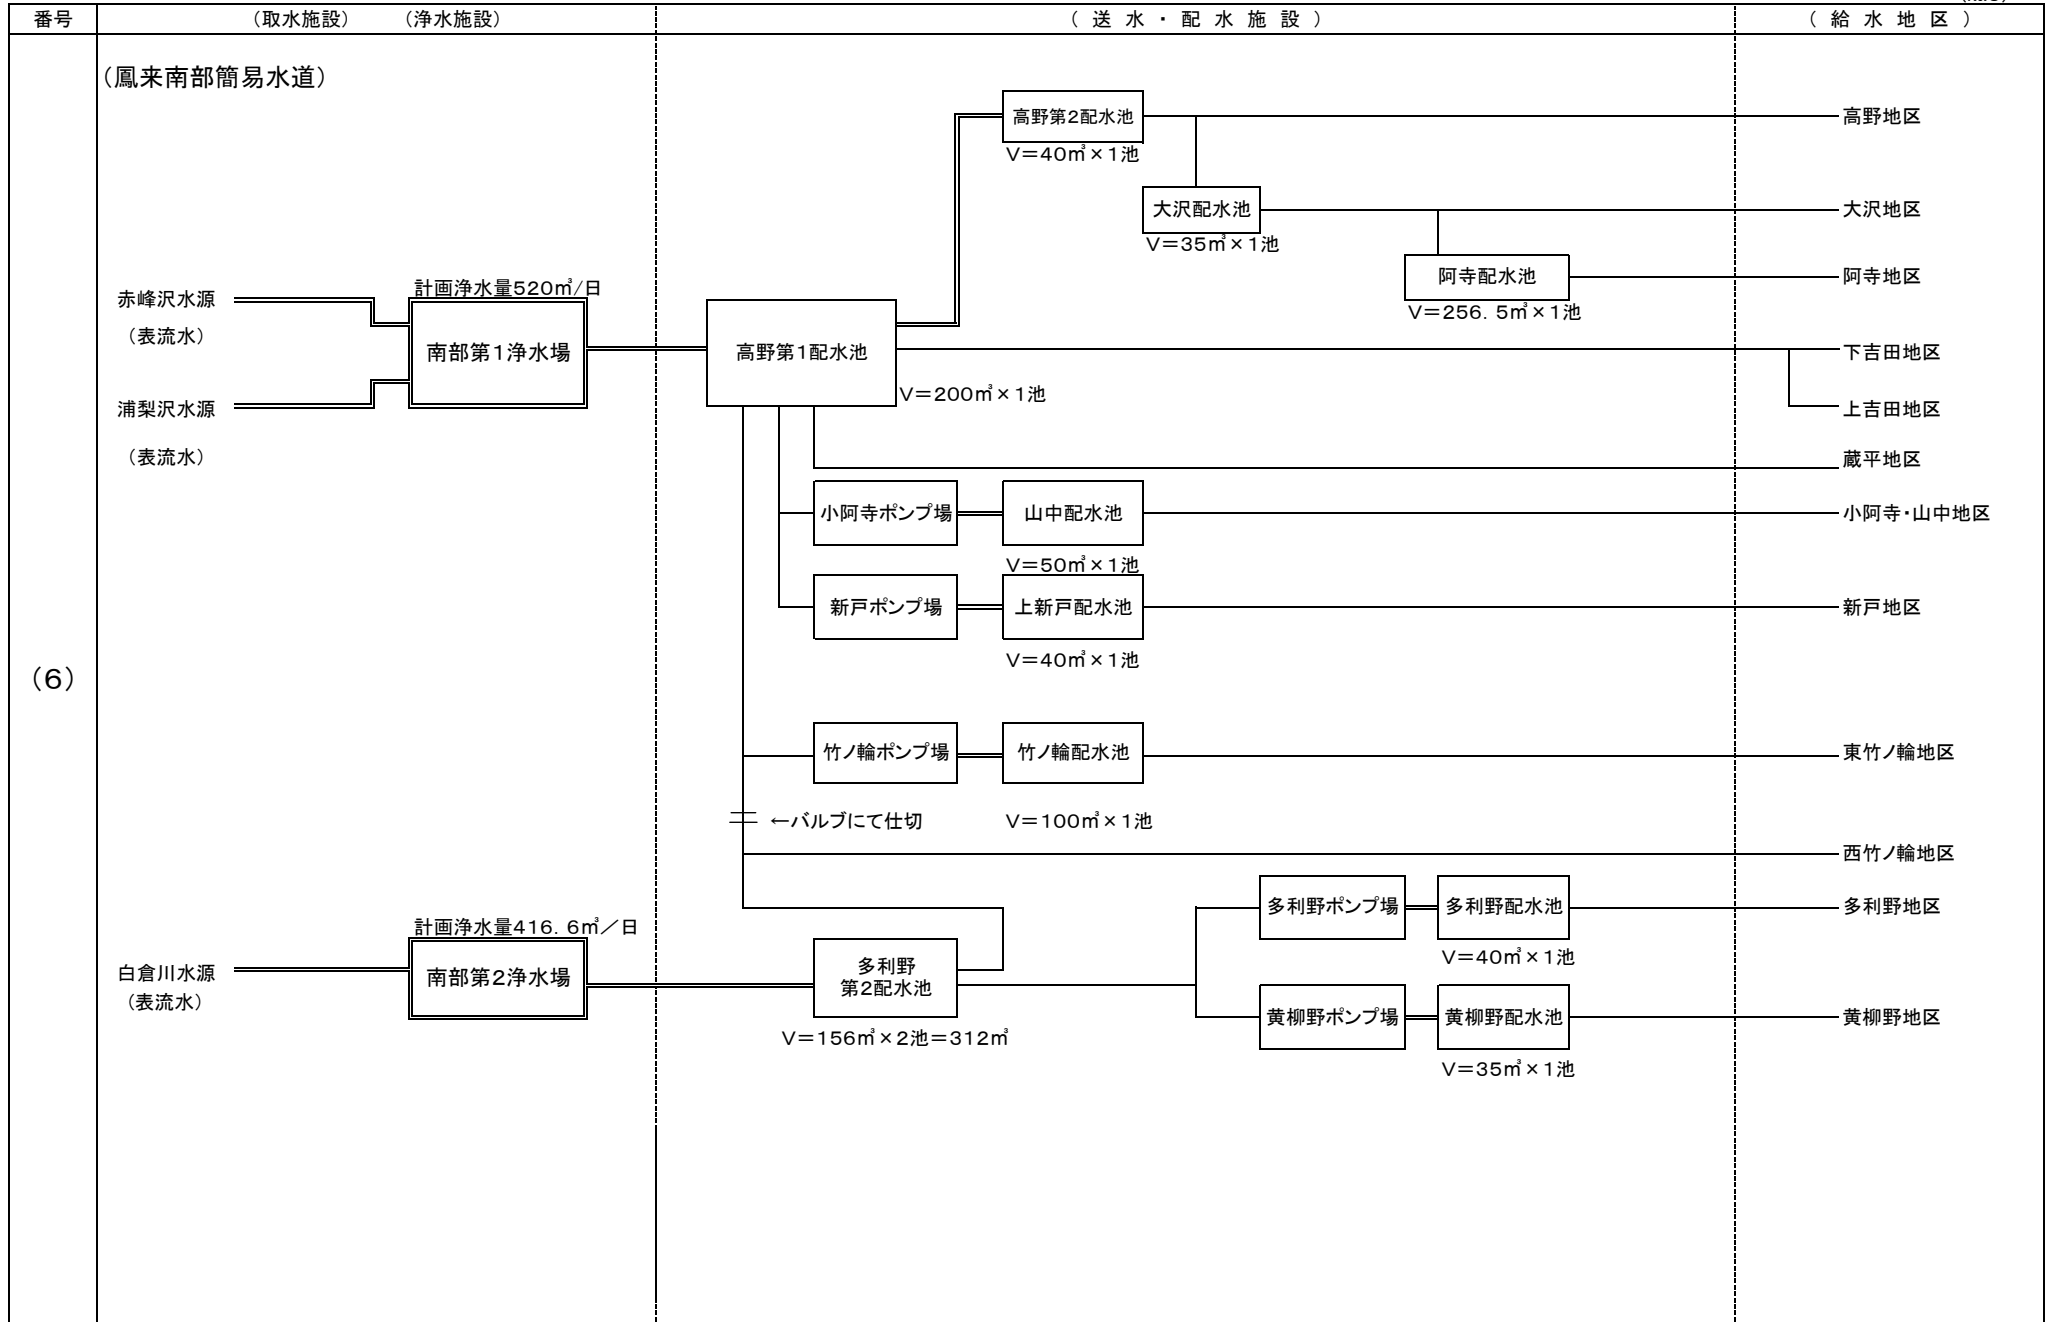 番号
（取水施設）
（浄水施設）
（ 送 水 ・ 配 水 施 設 ）
（ 給 水 地 区 ）
（鳳来南部簡易水道）
高野第２配水池
高野地区
V＝40㎥×1池
大沢配水池
大沢地区
V＝35㎥×1池
阿寺配水池
阿寺地区
V＝256．5㎥×1池
計画浄水量520㎥/日
赤峰沢水源
（表流水）
南部第１浄水場
高野第１配水池
下吉田地区
V＝200㎥×1池
浦梨沢水源
上吉田地区
（表流水）
蔵平地区
小阿寺ポンプ場
山中配水池
小阿寺・山中地区
V＝50㎥×1池
新戸ポンプ場
上新戸配水池
新戸地区
V＝40㎥×1池
（6）
竹ノ輪ポンプ場
竹ノ輪配水池
東竹ノ輪地区
←バルブにて仕切
V＝100㎥×1池
西竹ノ輪地区
多利野ポンプ場
多利野配水池
多利野地区
計画浄水量416．6㎥／日
V＝40㎥×1池
白倉川水源
（表流水）
南部第２浄水場
多利野
第２配水池
黄柳野ポンプ場
黄柳野配水池
黄柳野地区
V＝156㎥×2池＝312㎥
V＝35㎥×1池